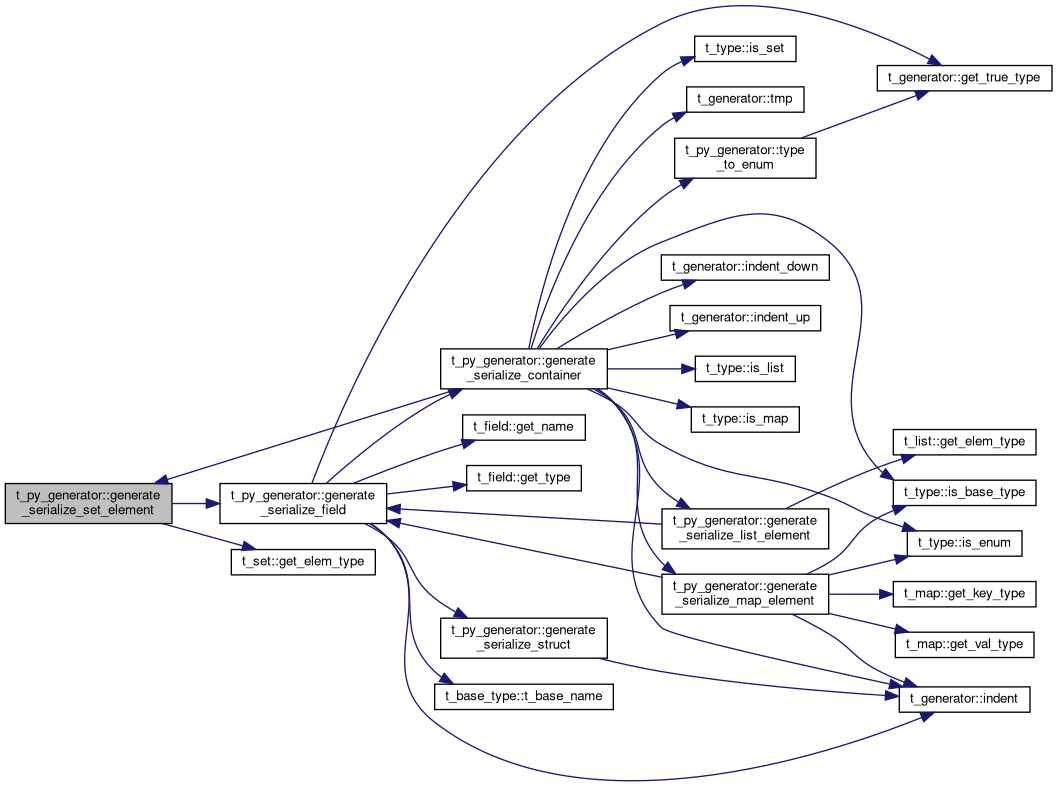 t_py_generator::generate
_serialize_set_element
t_py_generator::generate
_serialize_field
t_set::get_elem_type
t_py_generator::generate
_serialize_container
t_field::get_name
t_field::get_type
t_py_generator::generate
_serialize_struct
t_base_type::t_base_name
t_type::is_set
t_generator::tmp
t_py_generator::type
_to_enum
t_generator::indent_down
t_generator::indent_up
t_type::is_list
t_type::is_map
t_py_generator::generate
_serialize_list_element
t_py_generator::generate
_serialize_map_element
t_generator::get_true_type
t_list::get_elem_type
t_type::is_base_type
t_type::is_enum
t_map::get_key_type
t_map::get_val_type
t_generator::indent